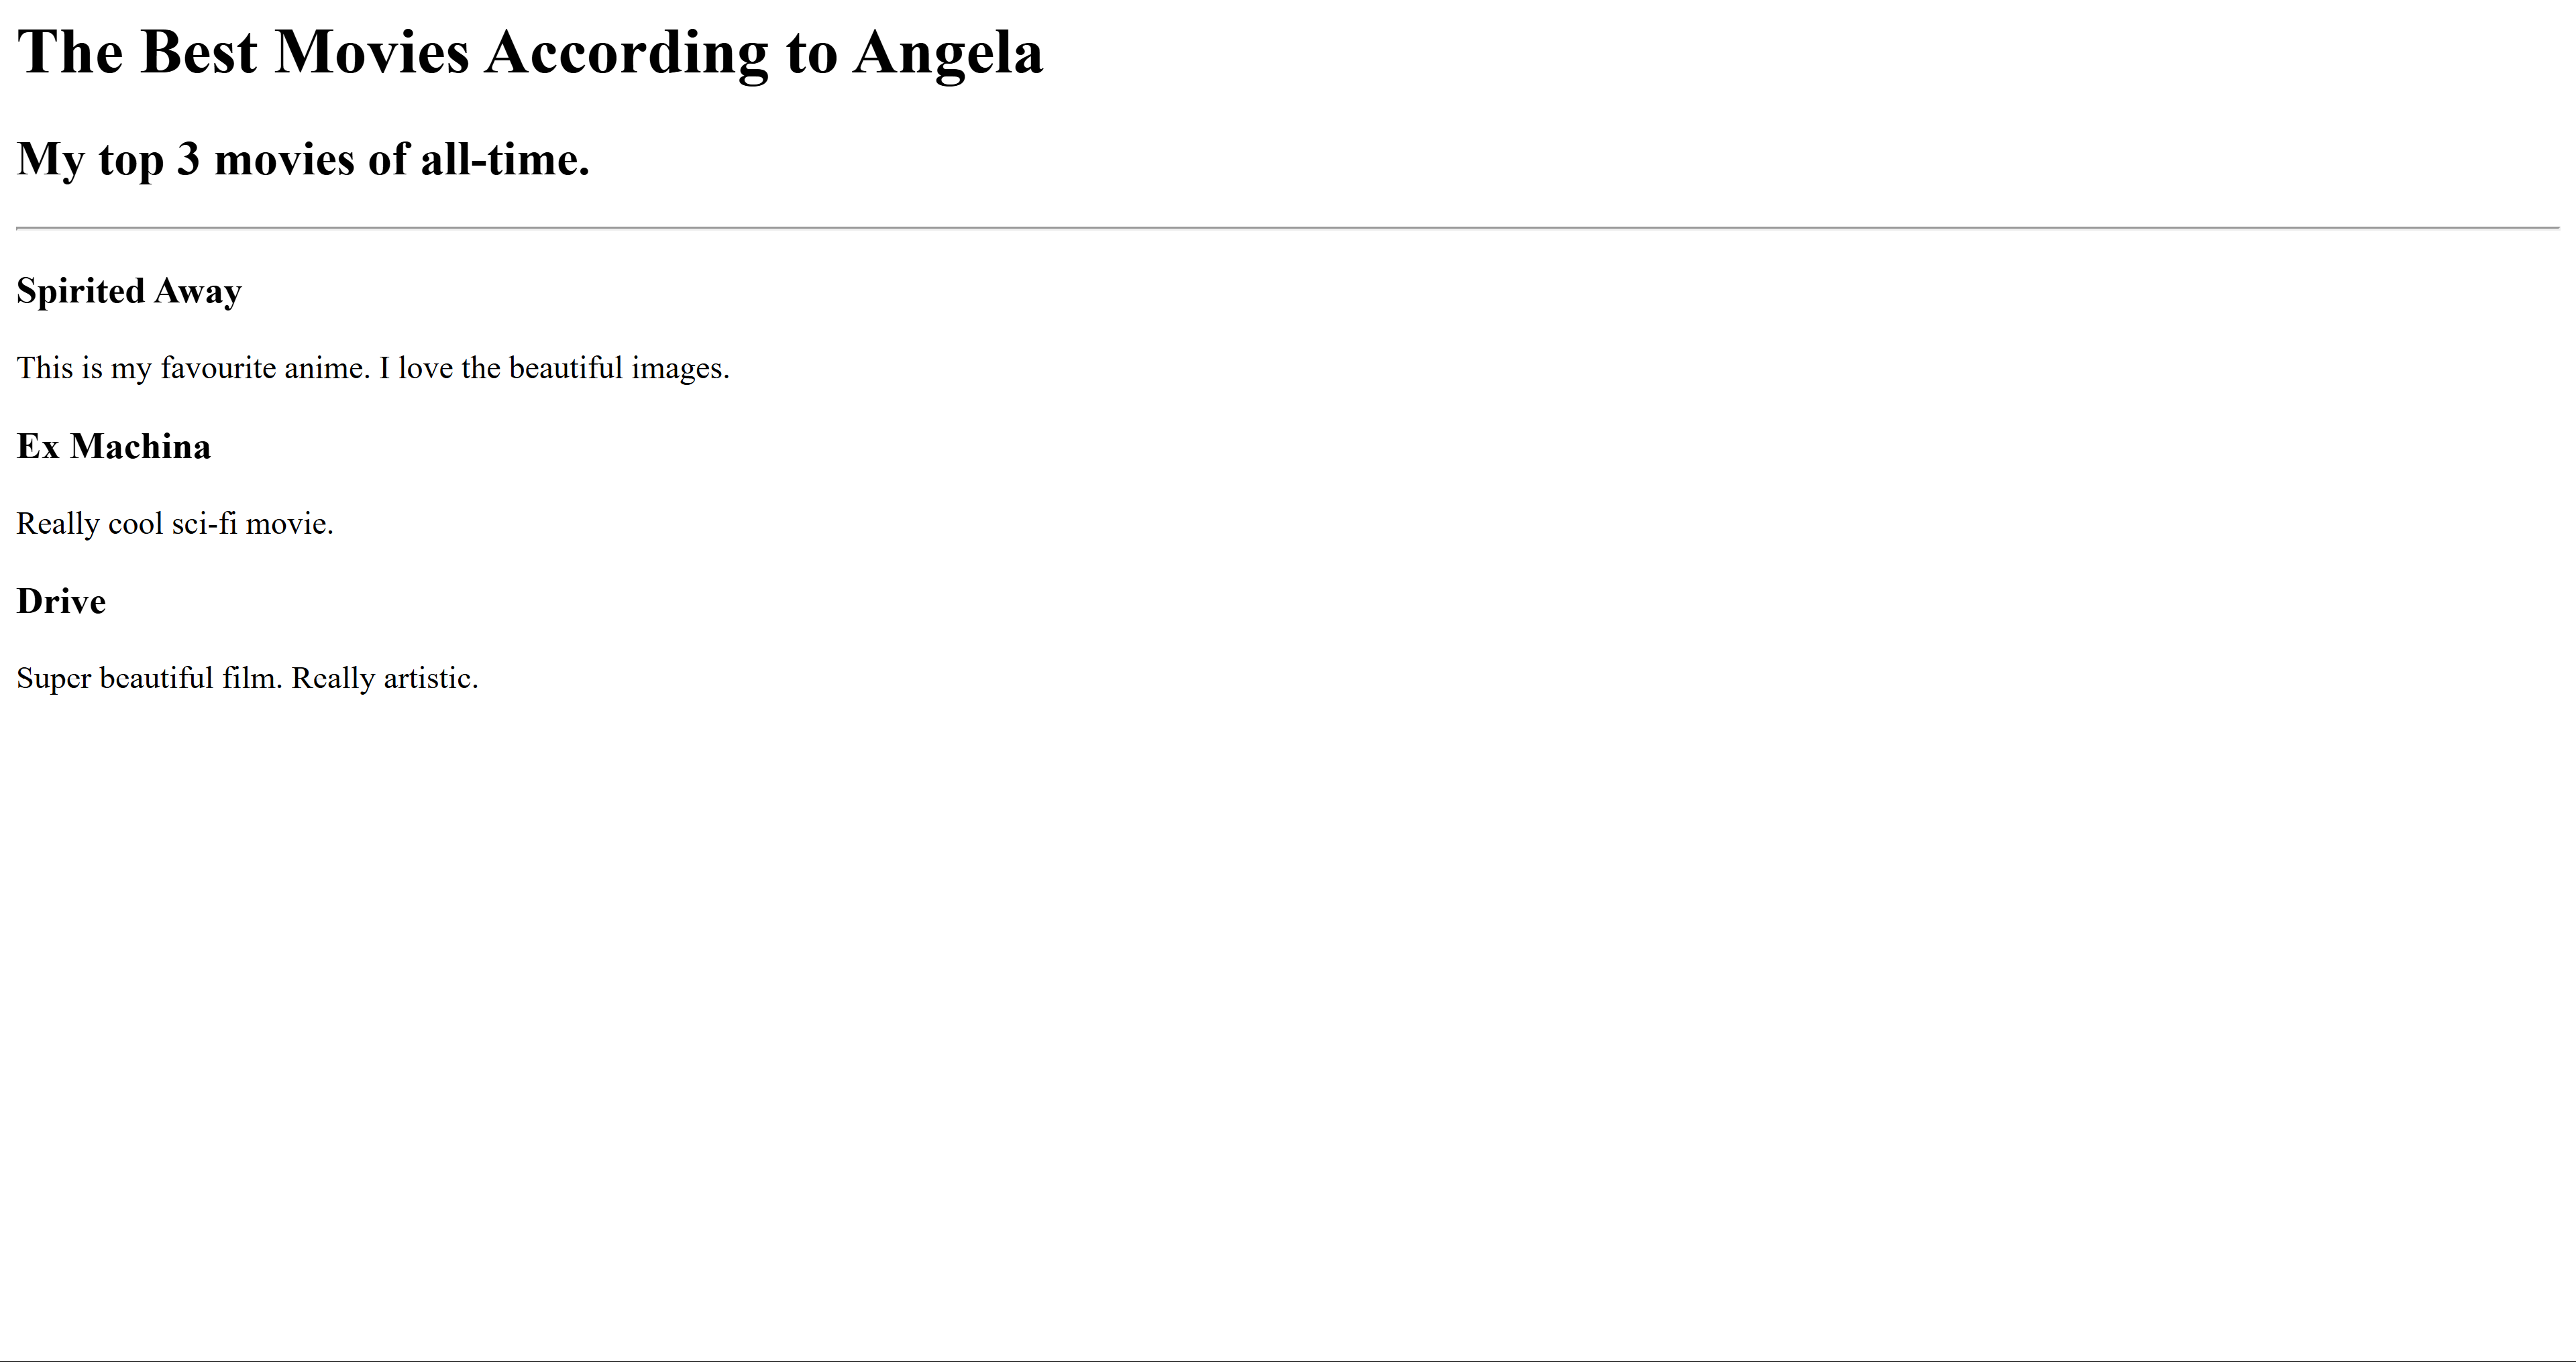 The Best Movies According to Angela
My top 3 movies of all-time.
Spirited Away
This is my favourite anime. I love the beautiful images.
Ex Machina
Really cool sci-fi movie.
Drive
Super beautiful film. Really artistic.